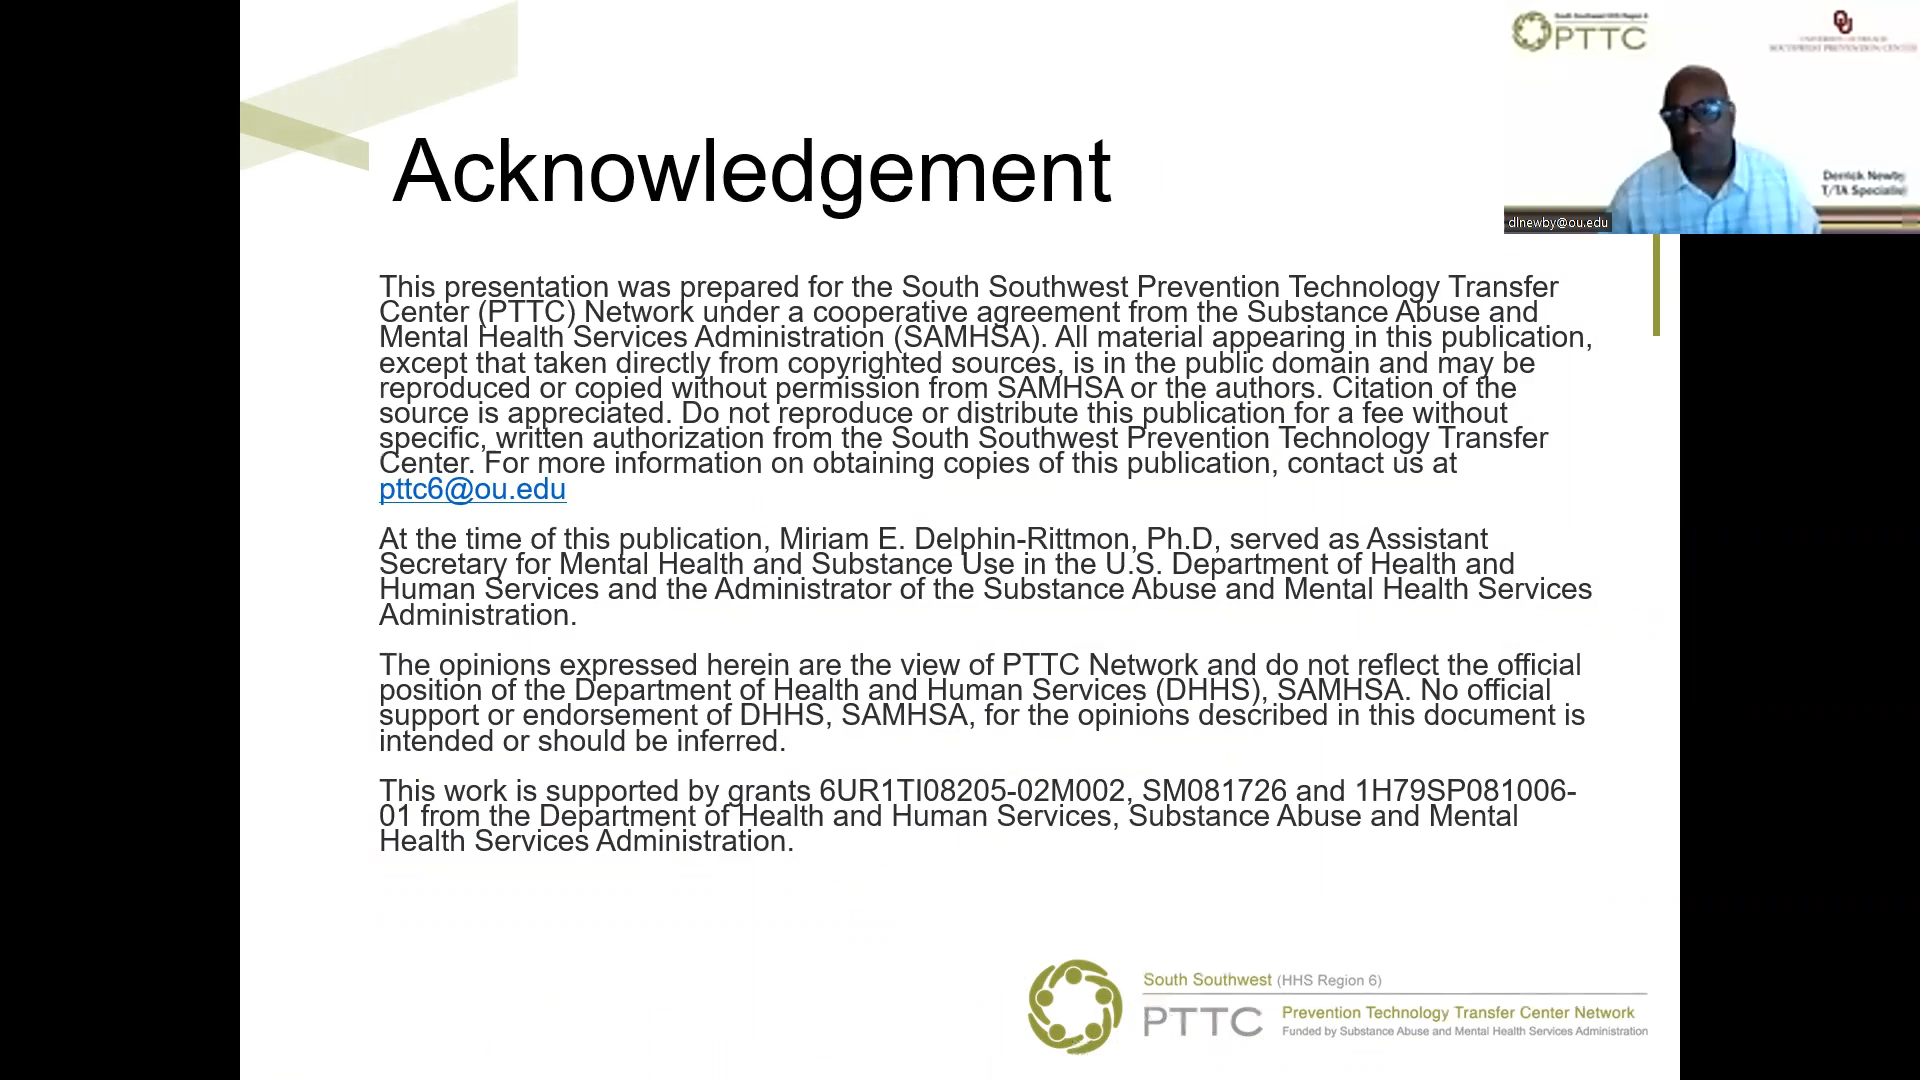 Acknowledgement
This presentation was prepared for the South Southwest Prevention Technology Transfer
Center (PTTC) Network under a cooperative agreement from the Substance Abuse and
Mental Health Services Administration (SAMHSA). All material appearing in this publication,
except that taken directly from copyrighted sources, is in the public domain and may be
reproduced or copied without permission from SAMHSA or the authors. Citation of the
source is appreciated. Do not reproduce or distribute this publication for a fee without
specific, written authorization from the South Southwest Prevention Technology Transfer
Center. For more information on obtaining copies of this publication, contact us at
pttc6@ou.edu
At the time of this publication, Miriam E. Delphin-Rittmon, Ph.D, served as Assistant
Secretary for Mental Health and Substance Use in the U.S. Department of Health and
Human Services and the Administrator of the Substance Abuse and Mental Health Services
Administration.
The opinions expressed herein are the view of PTTC Network and do not reflect the official
position of the Department of Health and Human Services (DHHS), SAMHSA. No official
support or endorsement of DHHS, SAMHSA, for the opinions described in this document is
intended or should be inferred.
This work is supported by grants 6UR1TI08205-02M002, SM081726 and 1H79SP081006-
01 from the Department of Health and Human Services, Substance Abuse and Mental
Health Services Administration.
South Southwest (HHS Region 6)
PTTC
Prevention Technology Transfer Center Network
Funded by Substance Abuse and Mental Health Services Administration
South Southwest HHS Region 6
PTTC
Derrick Newby
T/TA Specialist
dlnewby@ou.edu